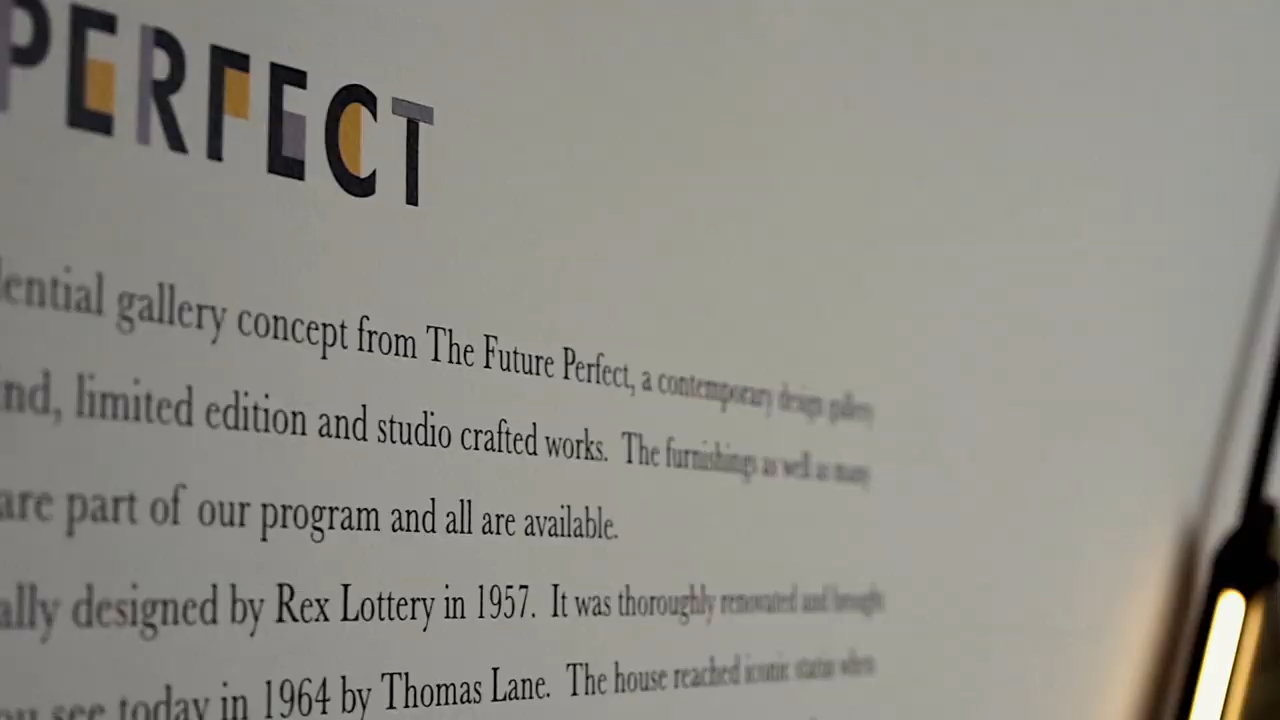 PERFECT
dential gallery concept from The Future Perfect, a contemporary design gallery
nd, limited edition and studio crafted works. The furnishings as well as many
are part of our program and all are available.
ally designed by Rex Lottery in 1957. It was thoroughly renovated and brought
ou see today in 1964 by Thomas Lane. The house reached iconic status when